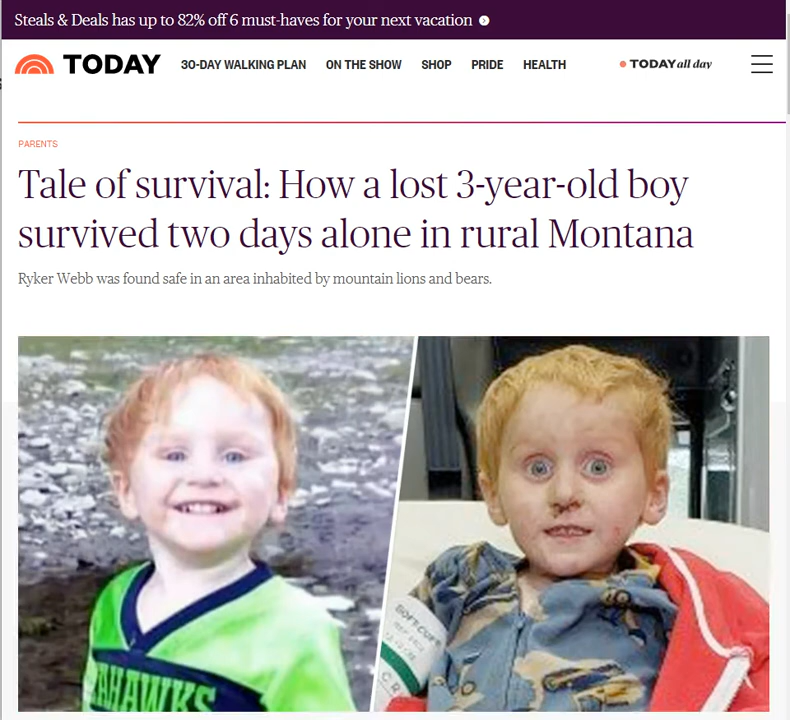 Steals & Deals has up to 82% off 6 must-haves for your next vacation
TODAY 30-DAY WALKING PLAN ON THE SHOW SHOP PRIDE HEALTH TODAY all day
PARENTS
Tale of survival: How a lost 3-year-old boy
survived two days alone in rural Montana
Ryker Webb was found safe in an area inhabited by mountain lions and bears.
AHAWKS
SOFT-CUFF